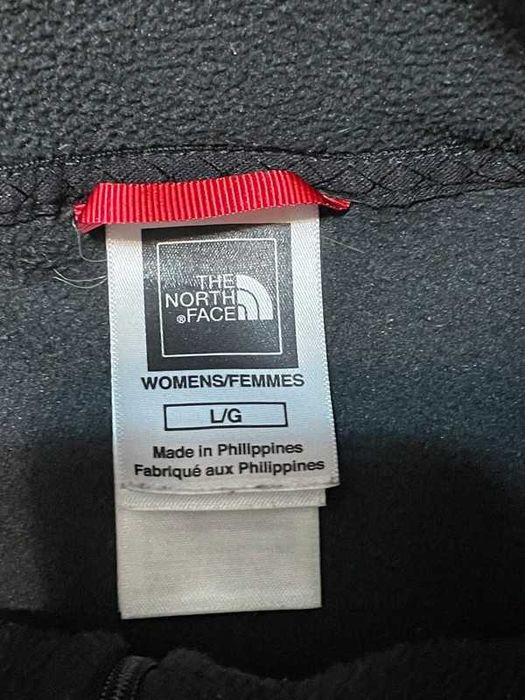 THE
NORTH
®FACE
WOMENS/FEMMES
L/G
Made in Philippines
Fabriqué aux Philippines